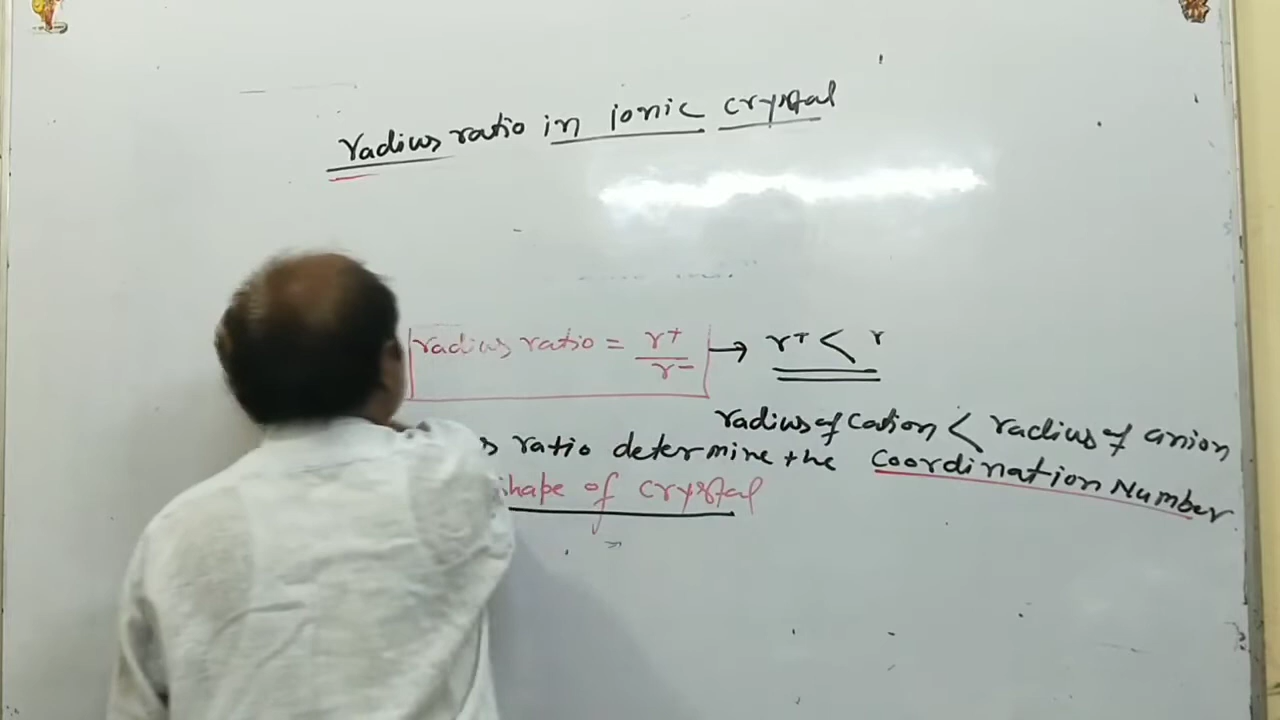 radius ratio in ionic crystal
radius ratio = r+/r- → r+ < r
radius of cation < radius of anion
s ratio determine the Coordination Number
shape of crystal